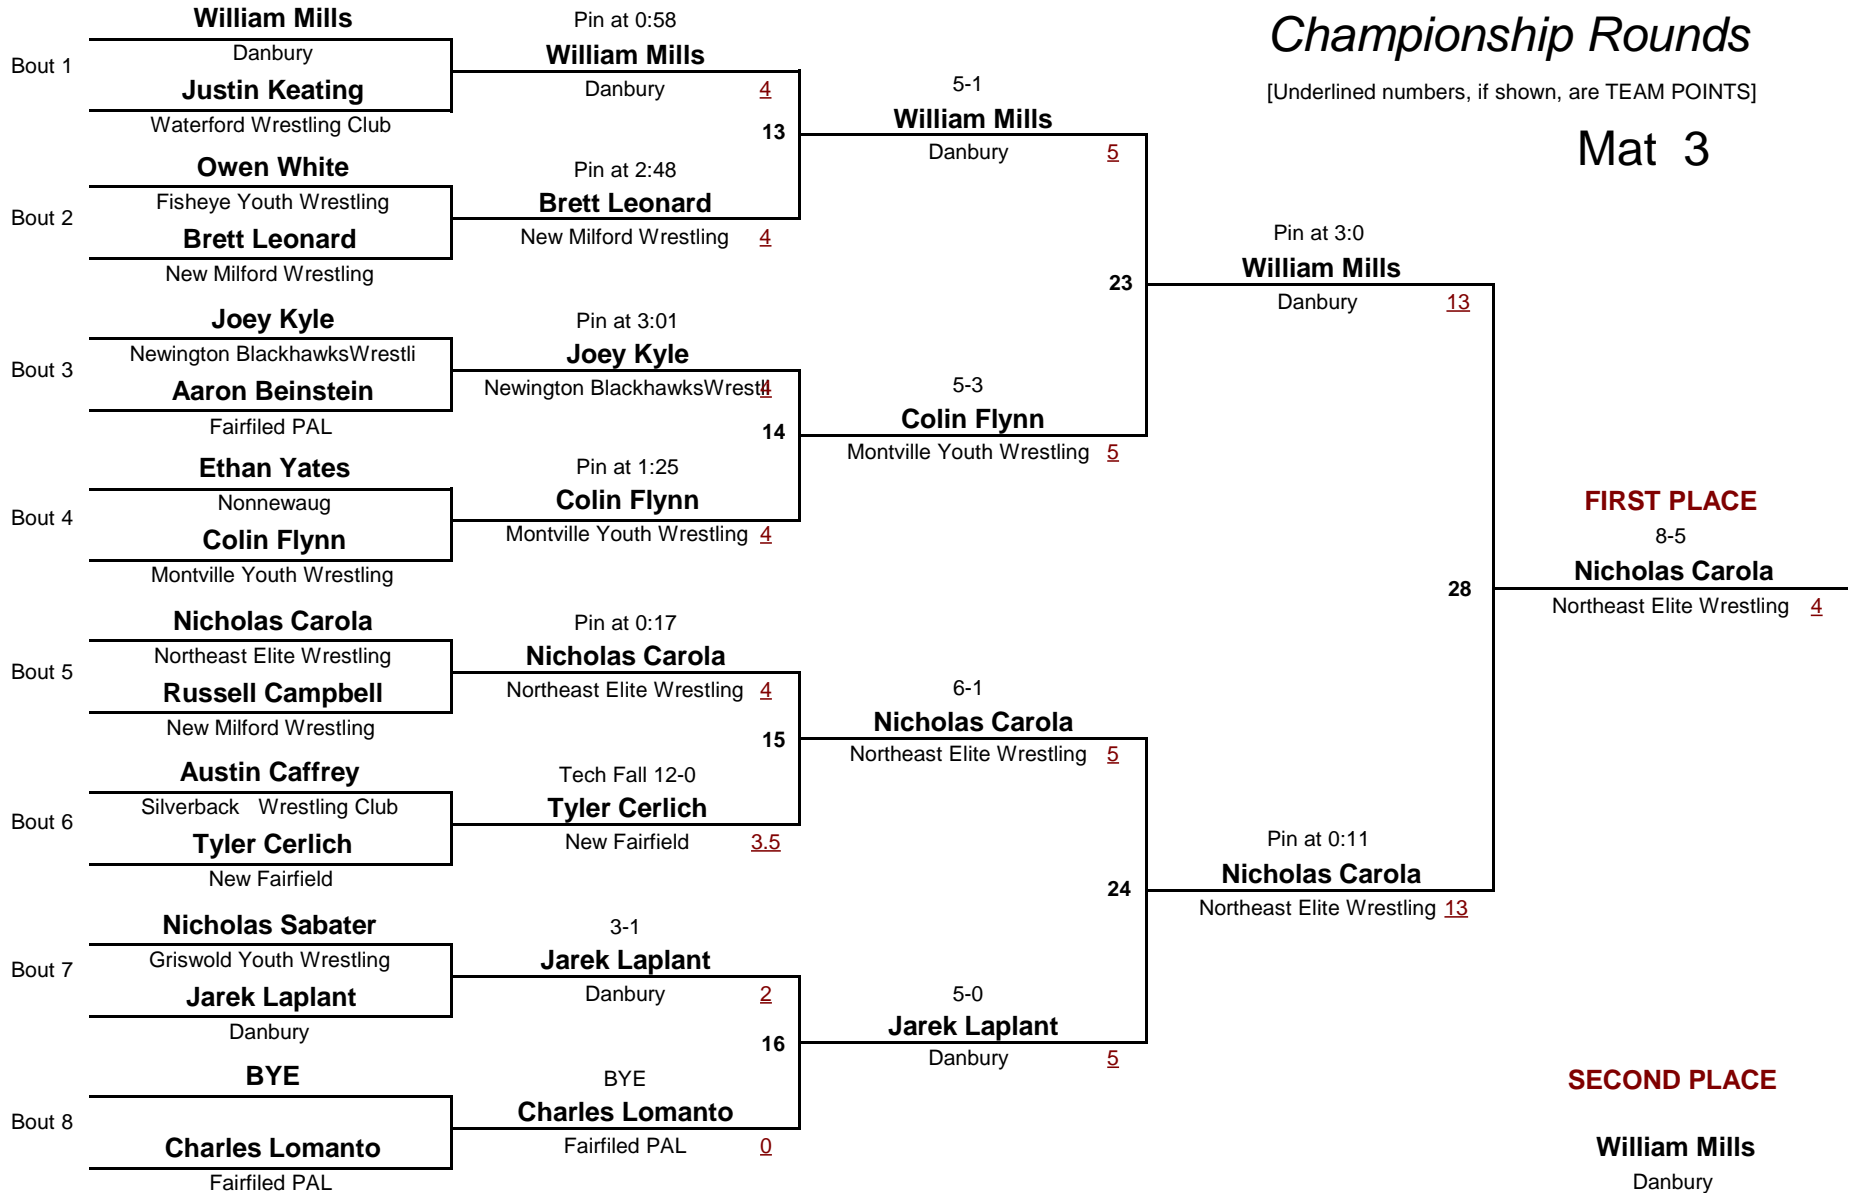 Championship Rounds
[Underlined numbers, if shown, are TEAM POINTS]
Mat 3
Bout 1
William Mills
Danbury
Justin Keating
Waterford Wrestling Club
Bout 2
Owen White
Fisheye Youth Wrestling
Brett Leonard
New Milford Wrestling
Bout 3
Joey Kyle
Newington BlackhawksWrestli
Aaron Beinstein
Fairfiled PAL
Bout 4
Ethan Yates
Nonnewaug
Colin Flynn
Montville Youth Wrestling
Bout 5
Nicholas Carola
Northeast Elite Wrestling
Russell Campbell
New Milford Wrestling
Bout 6
Austin Caffrey
Silverback Wrestling Club
Tyler Cerlich
New Fairfield
Bout 7
Nicholas Sabater
Griswold Youth Wrestling
Jarek Laplant
Danbury
Bout 8
BYE
Charles Lomanto
Fairfiled PAL
Pin at 0:58
William Mills
Danbury 4
13
Pin at 2:48
Brett Leonard
New Milford Wrestling 4
Pin at 3:01
Joey Kyle
Newington BlackhawksWrestli 4
14
Pin at 1:25
Colin Flynn
Montville Youth Wrestling 4
Pin at 0:17
Nicholas Carola
Northeast Elite Wrestling 4
15
Tech Fall 12-0
Tyler Cerlich
New Fairfield 3.5
3-1
Jarek Laplant
Danbury 2
16
BYE
Charles Lomanto
Fairfiled PAL 0
5-1
William Mills
Danbury 5
23
5-3
Colin Flynn
Montville Youth Wrestling 5
6-1
Nicholas Carola
Northeast Elite Wrestling 5
24
5-0
Jarek Laplant
Danbury 5
Pin at 3:0
William Mills
Danbury 13
28
Pin at 0:11
Nicholas Carola
Northeast Elite Wrestling 13
FIRST PLACE
8-5
Nicholas Carola
Northeast Elite Wrestling 4
SECOND PLACE
William Mills
Danbury